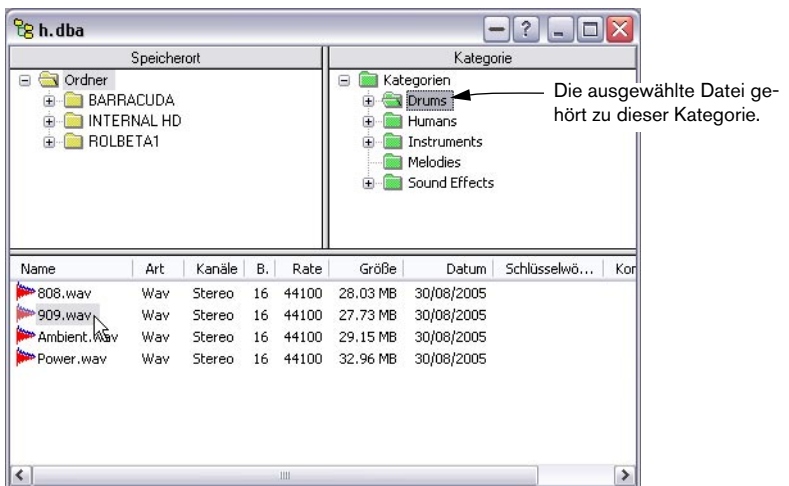 h.dba
Speicherort
Kategorie
Ordner
BARRACUDA
INTERNAL HD
ROLBETA1
Kategorien
Drums
Humans
Instruments
Melodies
Sound Effects
Die ausgewählte Datei ge-
hört zu dieser Kategorie.
Name Art Kanäle B. Rate Größe Datum Schlüsselwö... Kor
808.wav Wav Stereo 16 44100 28.03 MB 30/08/2005
909.wav Wav Stereo 16 44100 27.73 MB 30/08/2005
Ambient.wav Wav Stereo 16 44100 29.15 MB 30/08/2005
Power.wav Wav Stereo 16 44100 32.96 MB 30/08/2005